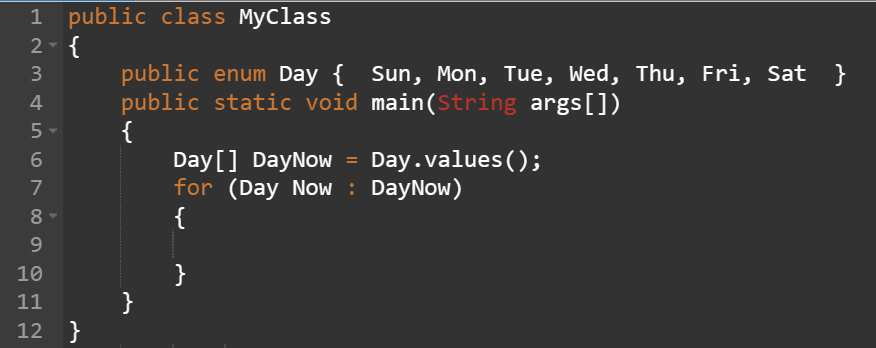 1 public class MyClass
2 {
3 public enum Day {  Sun, Mon, Tue, Wed, Thu, Fri, Sat  }
4 public static void main(String args[])
5 {
6 Day[] DayNow = Day.values();
7 for (Day Now : DayNow)
8 {
9
10 }
11 }
12 }